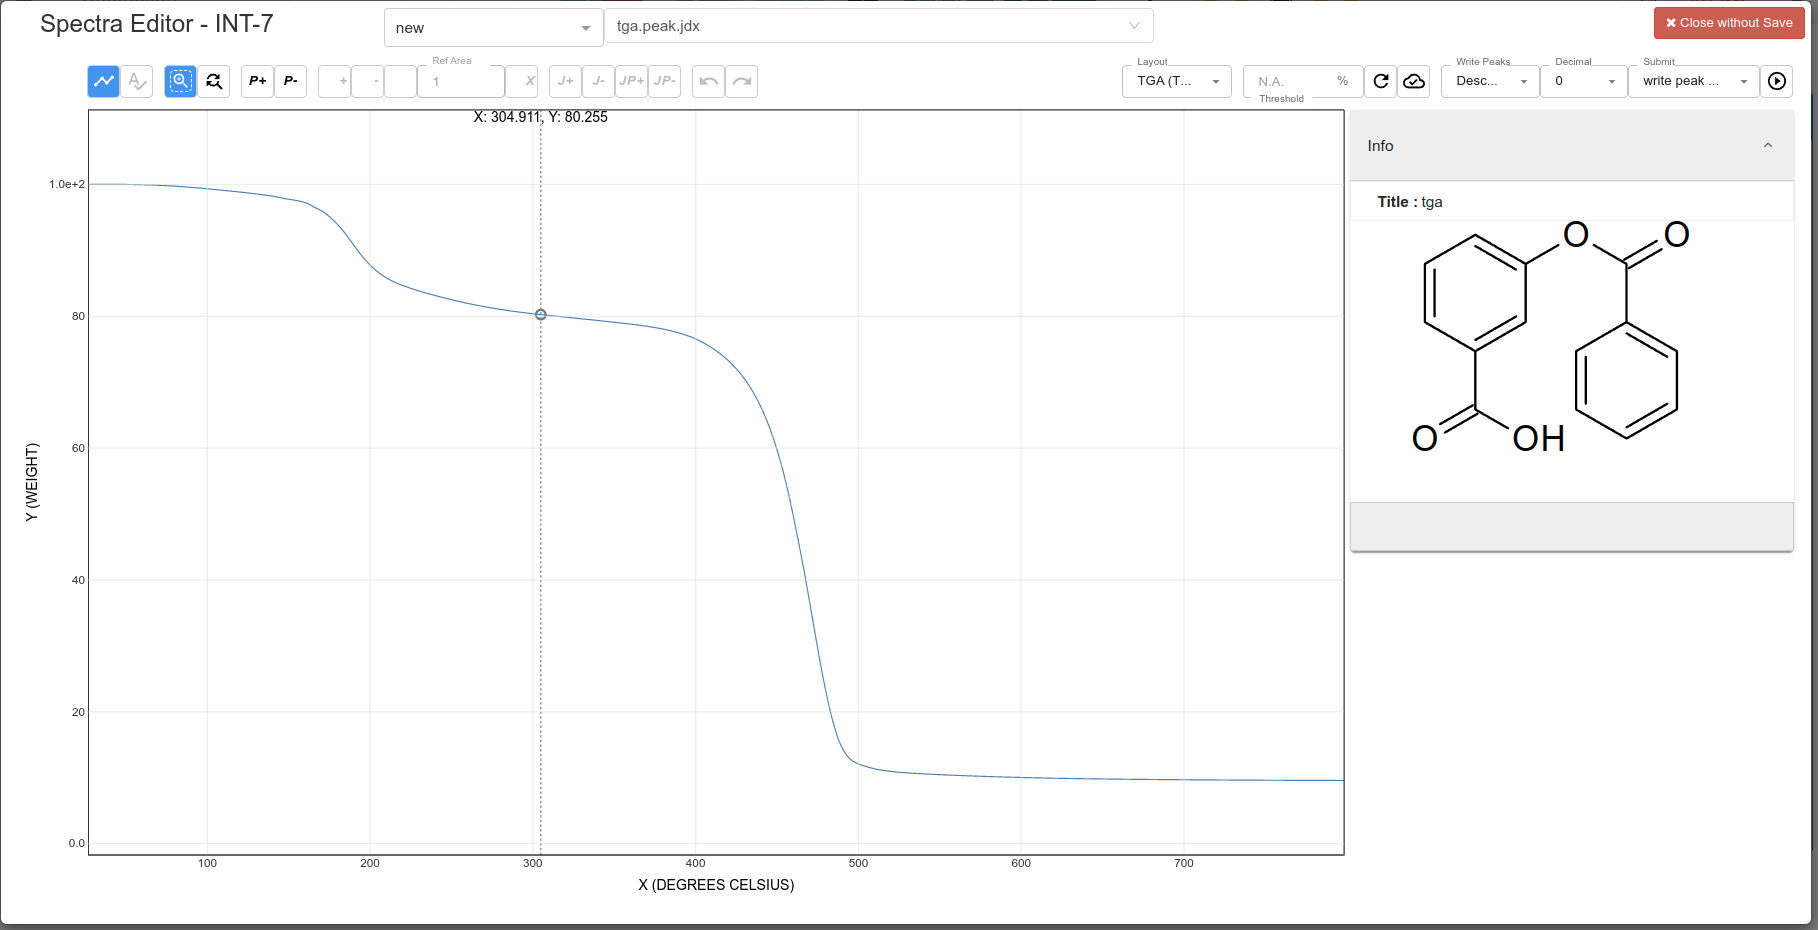 Spectra Editor - INT-7
new
tga.peak.jdx
✖ Close without Save
P+ P- + - Ref Area 1 X J+ J- JP+ JP-
Layout TGA (T...
N.A. % Threshold
Write Peaks Desc...
Decimal 0
Submit write peak ...
X: 304.911, Y: 80.255
1.0e+2
80
60
40
20
0.0
Y (WEIGHT)
100 200 300 400 500 600 700
X (DEGREES CELSIUS)
Info
Title : tga
O O
O OH